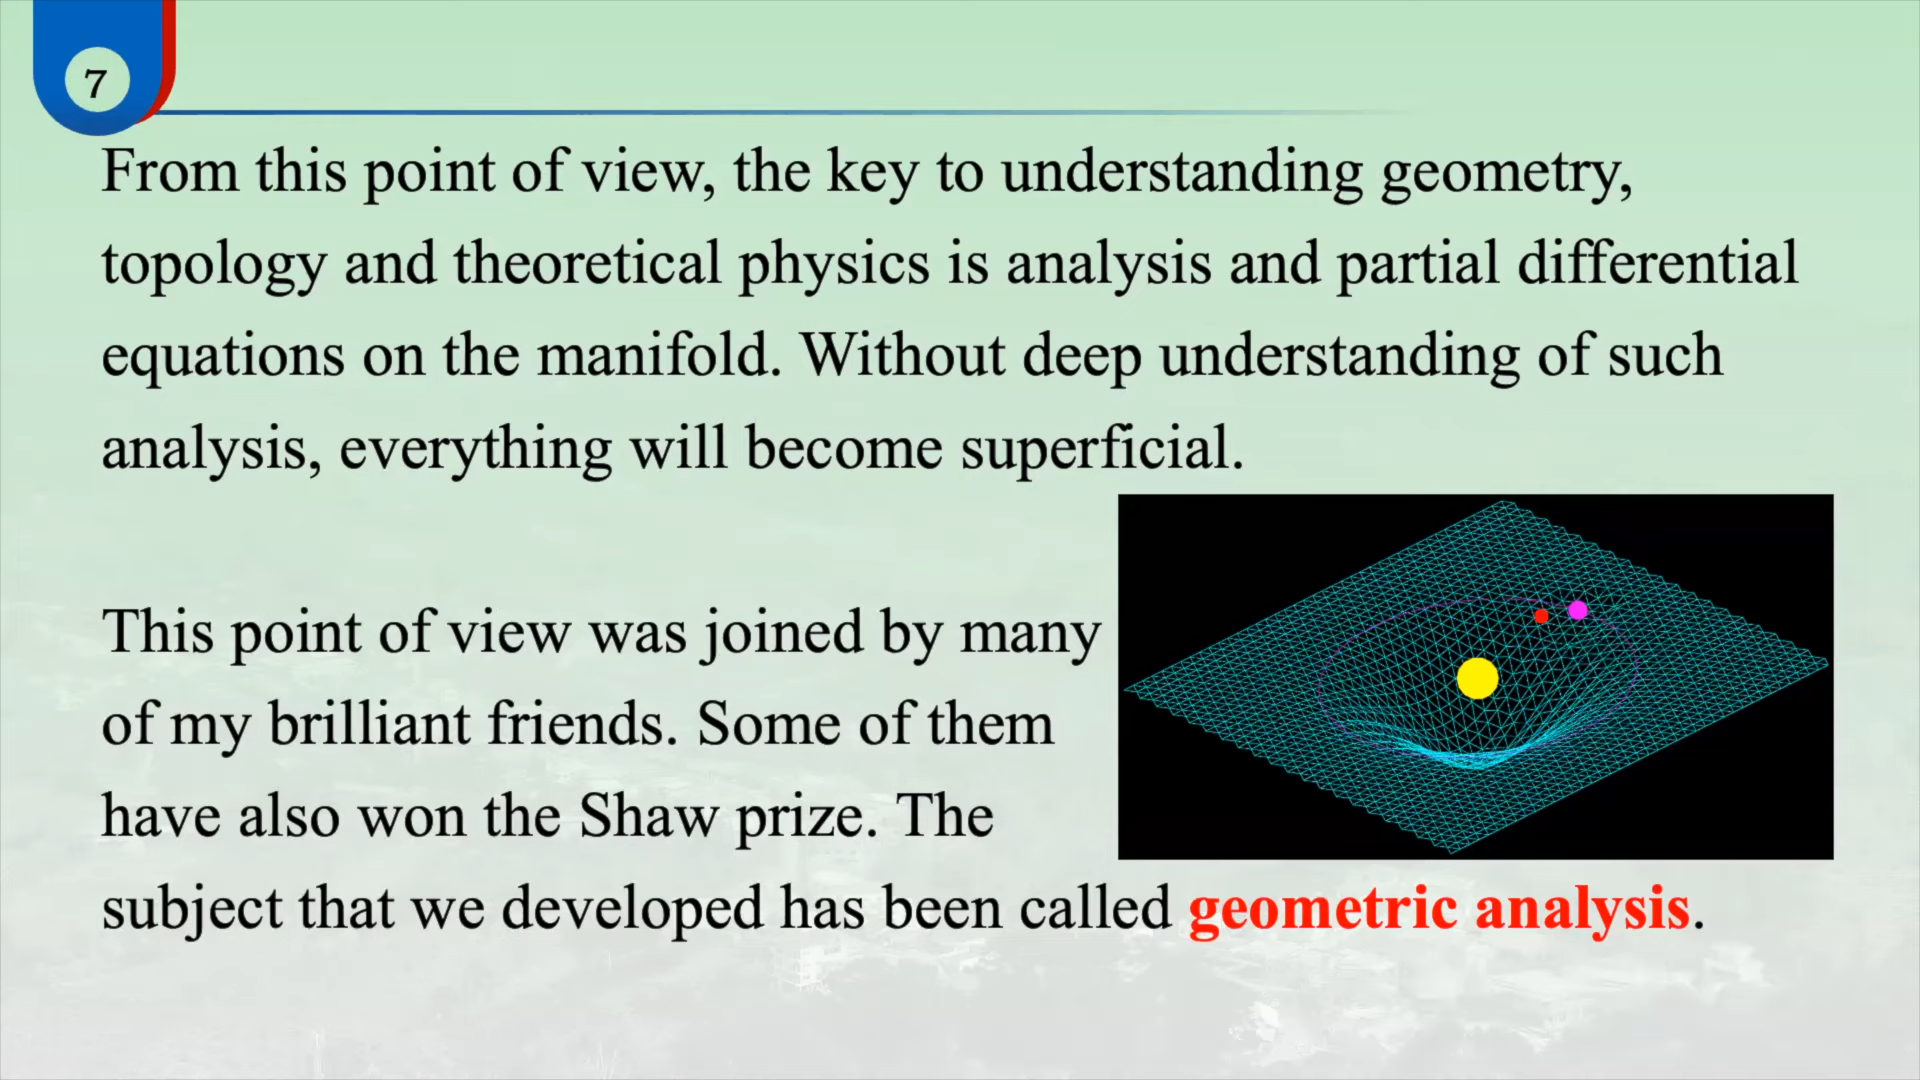 7
From this point of view, the key to understanding geometry,
topology and theoretical physics is analysis and partial differential
equations on the manifold. Without deep understanding of such
analysis, everything will become superficial.
This point of view was joined by many
of my brilliant friends. Some of them
have also won the Shaw prize. The
subject that we developed has been called geometric analysis.